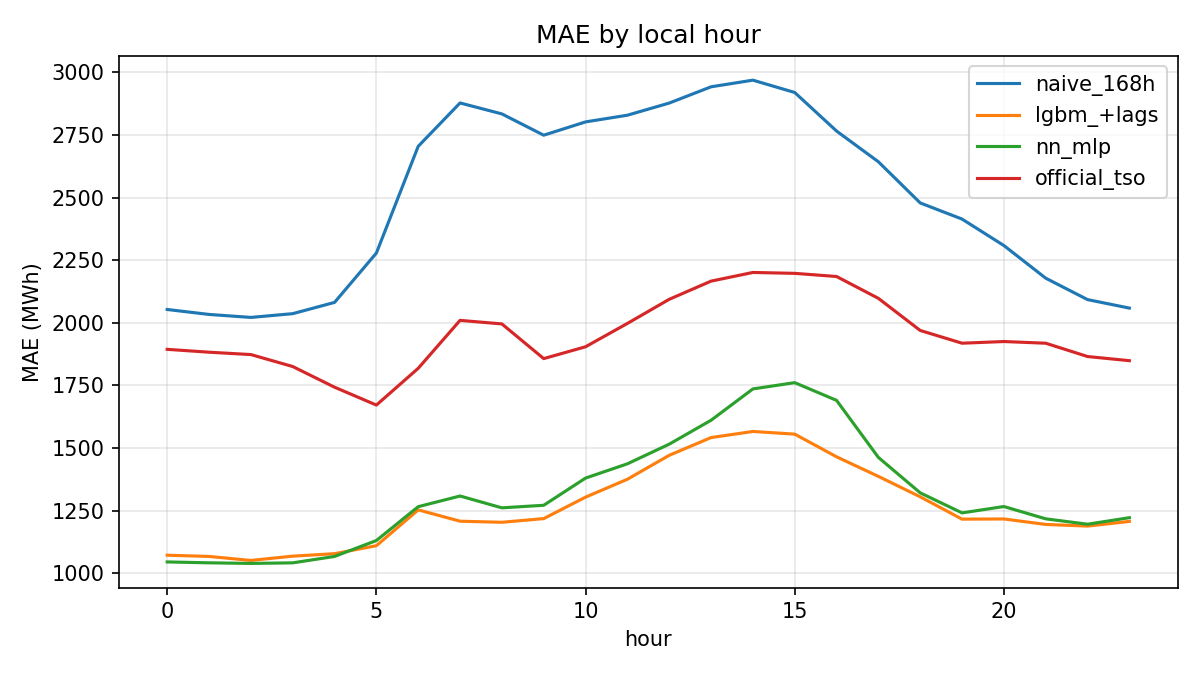 MAE by local hour
MAE (MWh)
3000
2750
2500
2250
2000
1750
1500
1250
1000
naive_168h
lgbm_+lags
nn_mlp
official_tso
0 5 10 15 20
hour